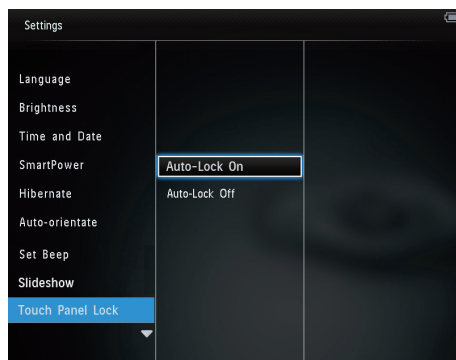 Settings
Language
Brightness
Time and Date
SmartPower
Auto-Lock On
Hibernate
Auto-Lock Off
Auto-orientate
Set Beep
Slideshow
Touch Panel Lock